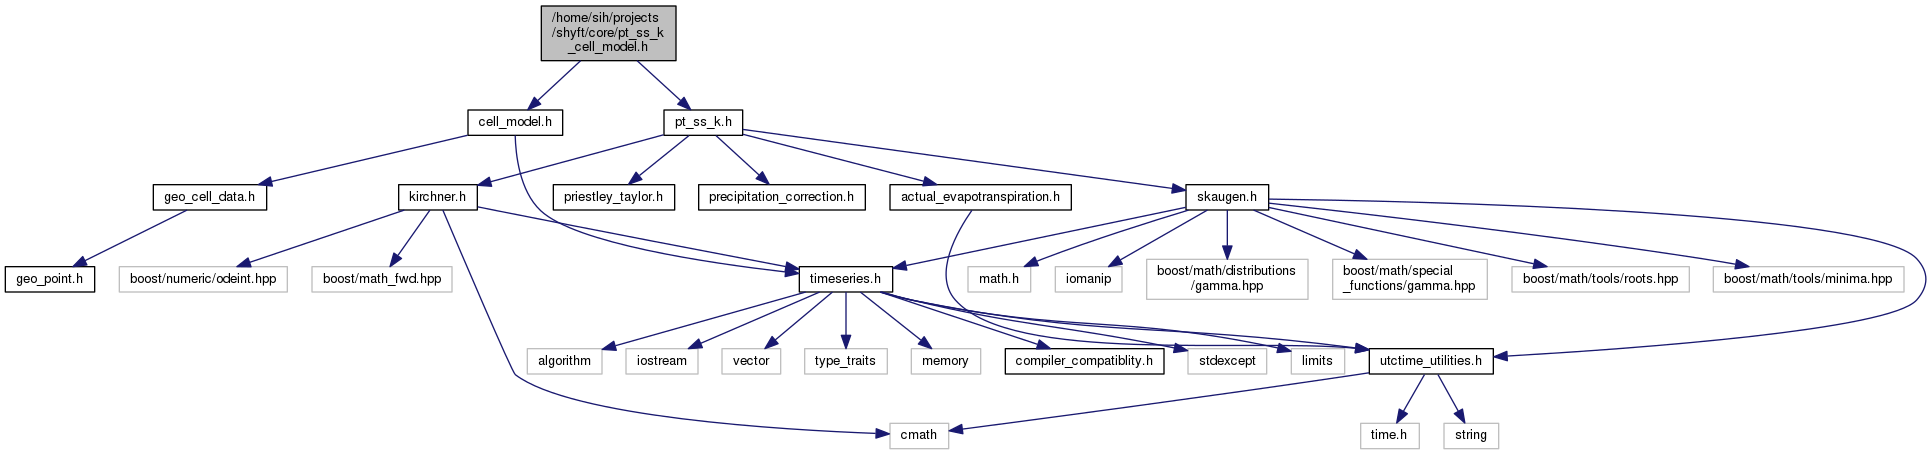 /home/sih/projects
/shyft/core/pt_ss_k
_cell_model.h
cell_model.h
pt_ss_k.h
geo_cell_data.h
kirchner.h
priestley_taylor.h
precipitation_correction.h
actual_evapotranspiration.h
skaugen.h
geo_point.h
boost/numeric/odeint.hpp
boost/math_fwd.hpp
timeseries.h
math.h
iomanip
boost/math/distributions
/gamma.hpp
boost/math/special
_functions/gamma.hpp
boost/math/tools/roots.hpp
boost/math/tools/minima.hpp
algorithm
iostream
vector
type_traits
memory
compiler_compatiblity.h
stdexcept
limits
utctime_utilities.h
cmath
time.h
string